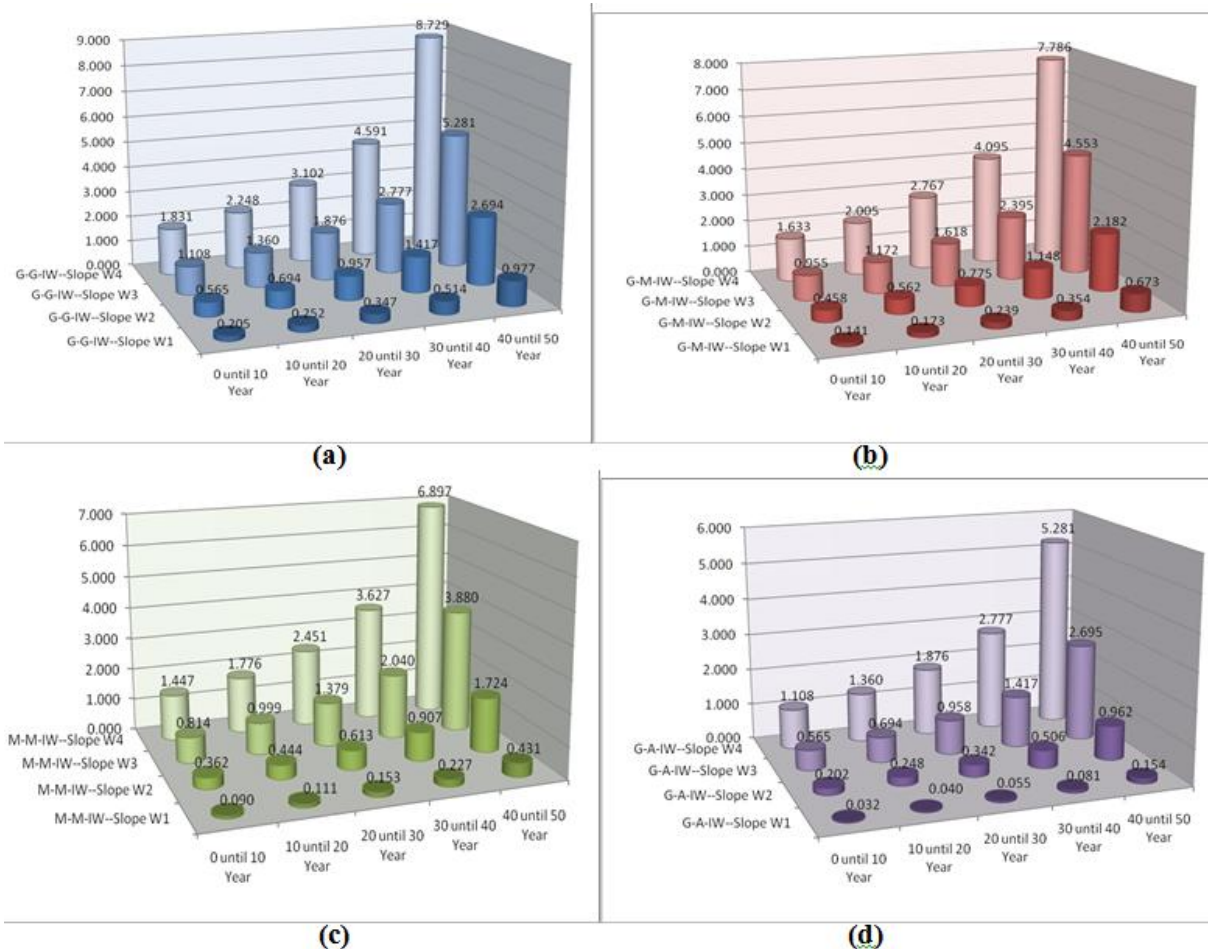 9.000
8.000
7.000
6.000
5.000
4.000
3.000
2.000
1.000
0.000
8.729
4.591
3.102
2.248
1.831
5.281
2.777
1.876
1.360
1.108
2.694
1.417
0.957
0.694
0.565
0.977
0.514
0.347
0.252
0.205
G-G-IW--Slope W4
G-G-IW--Slope W3
G-G-IW--Slope W2
G-G-IW--Slope W1
0 until 10
Year
10 until 20
Year
20 until 30
Year
30 until 40
Year
40 until 50
Year
(a)
8.000
7.000
6.000
5.000
4.000
3.000
2.000
1.000
0.000
7.786
4.095
2.767
2.005
1.633
4.553
2.395
1.618
1.172
0.955
2.182
1.148
0.775
0.562
0.458
0.673
0.354
0.239
0.173
0.141
G-M-IW--Slope W4
G-M-IW--Slope W3
G-M-IW--Slope W2
G-M-IW--Slope W1
0 until 10
Year
10 until 20
Year
20 until 30
Year
30 until 40
Year
40 until 50
Year
(b)
7.000
6.000
5.000
4.000
3.000
2.000
1.000
0.000
6.897
3.627
2.451
1.776
1.447
3.880
2.040
1.379
0.999
0.814
1.724
0.907
0.613
0.444
0.362
0.431
0.227
0.153
0.111
0.090
M-M-IW--Slope W4
M-M-IW--Slope W3
M-M-IW--Slope W2
M-M-IW--Slope W1
0 until 10
Year
10 until 20
Year
20 until 30
Year
30 until 40
Year
40 until 50
Year
(c)
6.000
5.000
4.000
3.000
2.000
1.000
0.000
5.281
2.777
1.876
1.360
1.108
2.695
1.417
0.958
0.694
0.565
0.962
0.506
0.342
0.248
0.202
0.154
0.081
0.055
0.040
0.032
G-A-IW--Slope W4
G-A-IW--Slope W3
G-A-IW--Slope W2
G-A-IW--Slope W1
0 until 10
Year
10 until 20
Year
20 until 30
Year
30 until 40
Year
40 until 50
Year
(d)